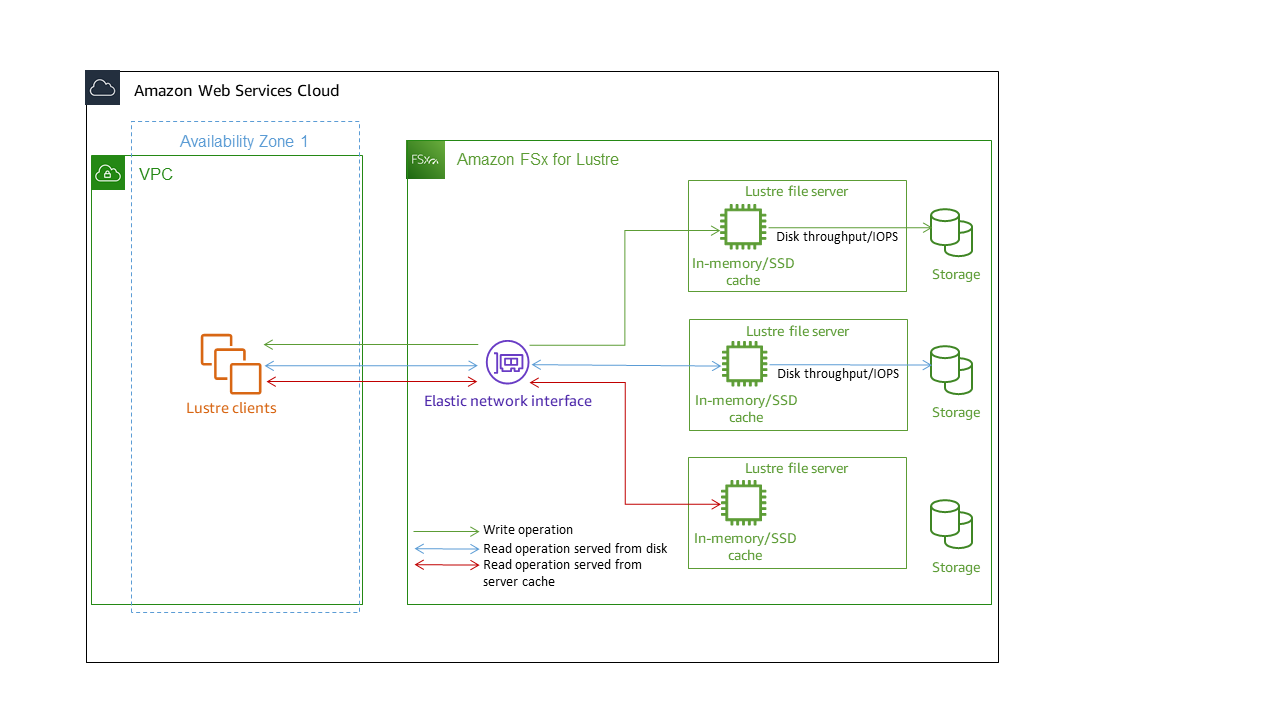 Amazon Web Services Cloud
Availability Zone 1
VPC
FSx
Amazon FSx for Lustre
Lustre file server
Disk throughput/IOPS
In-memory/SSD
cache
Storage
Lustre file server
Disk throughput/IOPS
In-memory/SSD
cache
Storage
Lustre clients
Elastic network interface
Lustre file server
In-memory/SSD
cache
Storage
Write operation
Read operation served from disk
Read operation served from
server cache